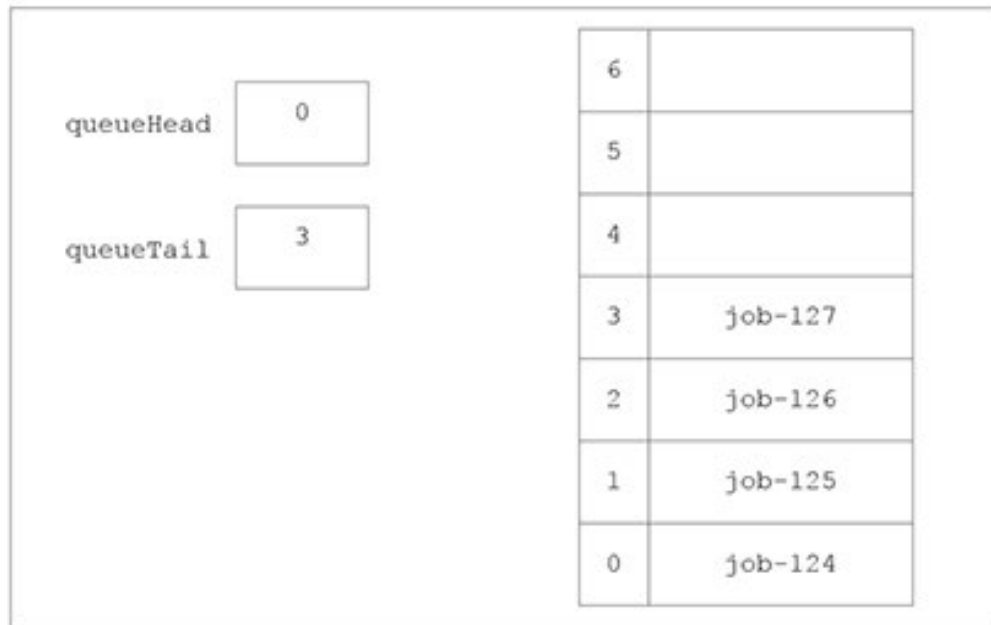 queueHead 0
queueTail 3
6
5
4
3 job-127
2 job-126
1 job-125
0 job-124